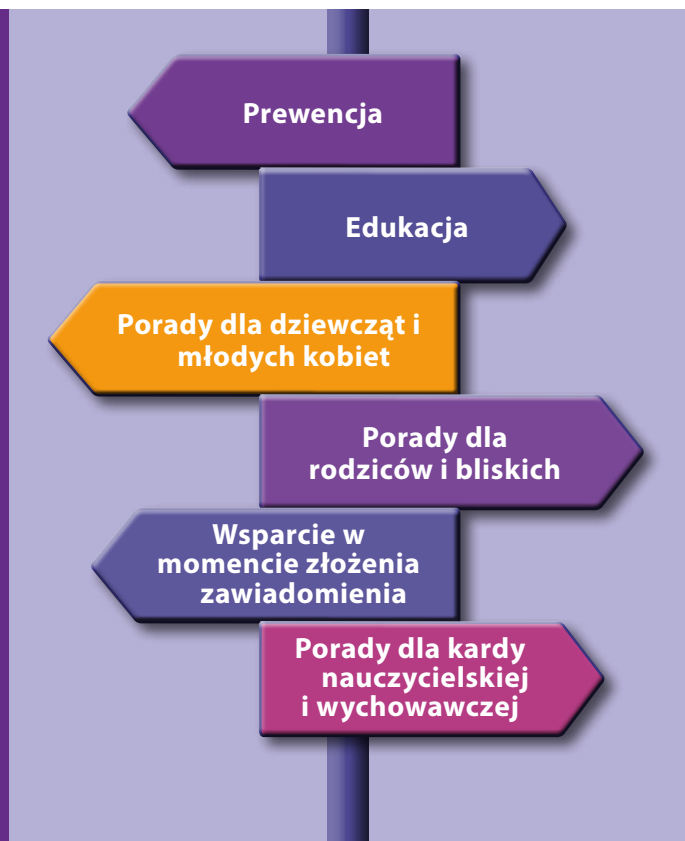 Prewencja
Edukacja
Porady dla dziewcząt i
młodych kobiet
Porady dla
rodziców i bliskich
Wsparcie w
momencie złożenia
zawiadomienia
Porady dla kardy
nauczycielskiej
i wychowawczej